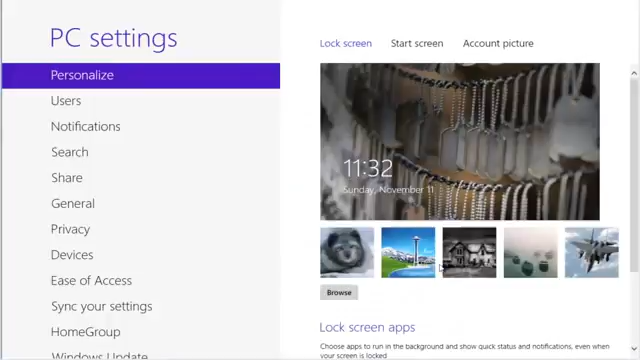 PC settings
Personalize
Users
Notifications
Search
Share
General
Privacy
Devices
Ease of Access
Sync your settings
HomeGroup
Windows Update
Lock screen
Start screen
Account picture
11:32
Sunday, November 11
Browse
Lock screen apps
Choose apps to run in the background and show quick status and notifications, even when
your screen is locked